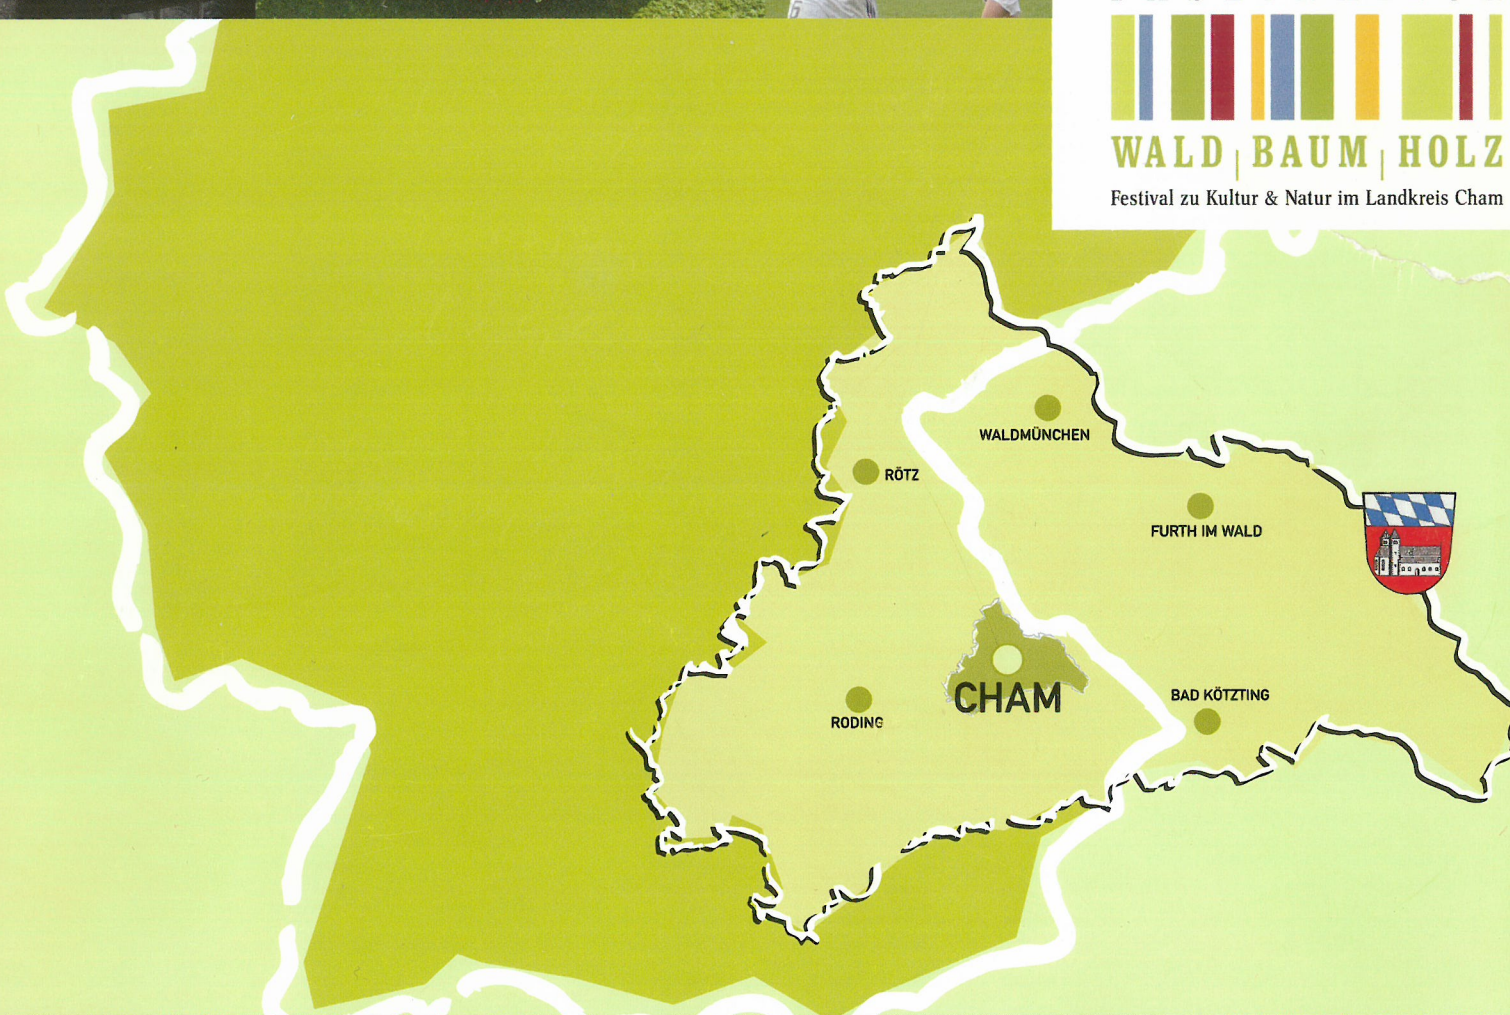 WALD | BAUM | HOLZ
Festival zu Kultur & Natur im Landkreis Cham
WALDMÜNCHEN
RÖTZ
FURTH IM WALD
CHAM
BAD KÖTZTING
RODING